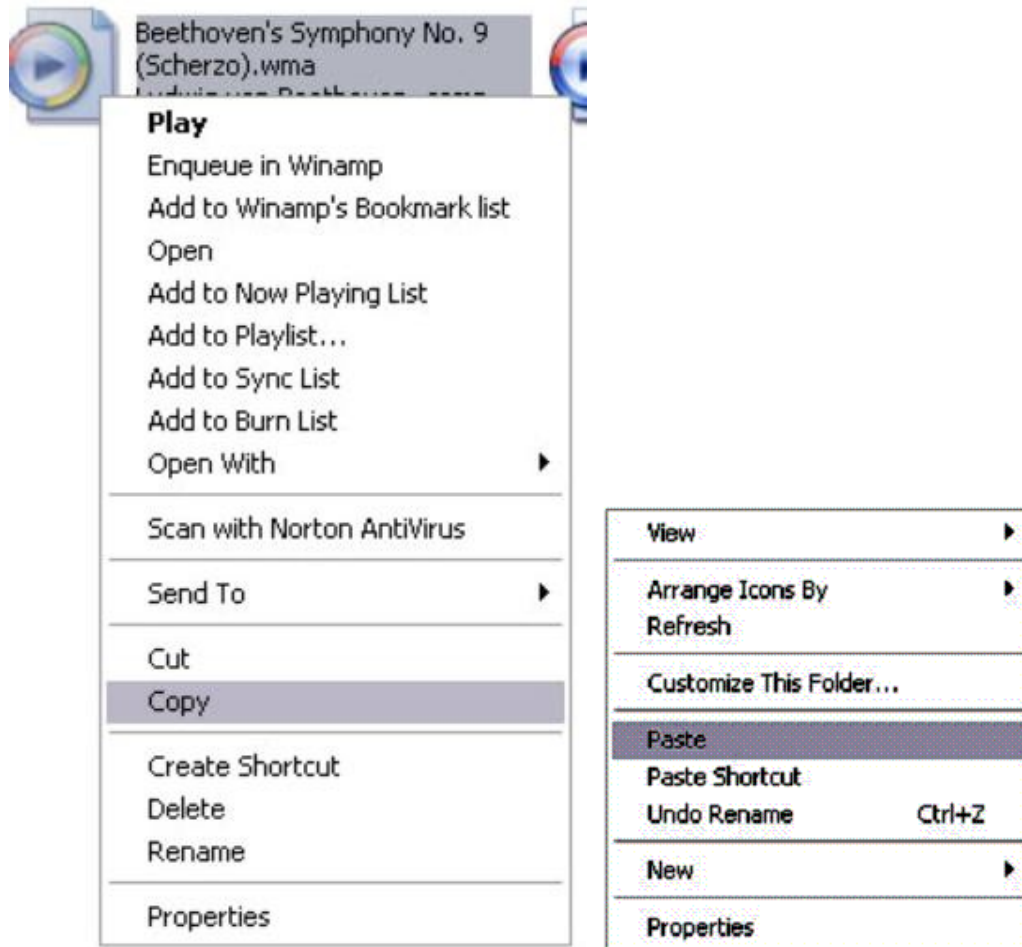 Beethoven's Symphony No. 9
(Scherzo).wma
Ludwig van Beethoven
Play
Enqueue in Winamp
Add to Winamp's Bookmark list
Open
Add to Now Playing List
Add to Playlist...
Add to Sync List
Add to Burn List
Open With
Scan with Norton AntiVirus
Send To
Cut
Copy
Create Shortcut
Delete
Rename
Properties
View
Arrange Icons By
Refresh
Customize This Folder...
Paste
Paste Shortcut
Undo Rename Ctrl+Z
New
Properties